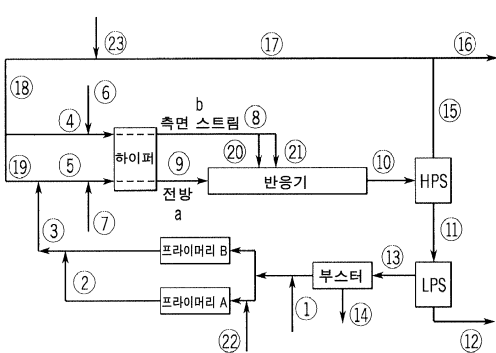 ㉓
⑰
⑯
⑱
⑥
b
측면 스트림
⑧
④
⑮
하이퍼
⑳
㉑
⑲
⑤
⑨
반응기
⑩
HPS
전방
a
③
⑦
⑪
프라이머리 B
⑬
부스터
LPS
②
프라이머리 A
①
⑭
㉒
⑫